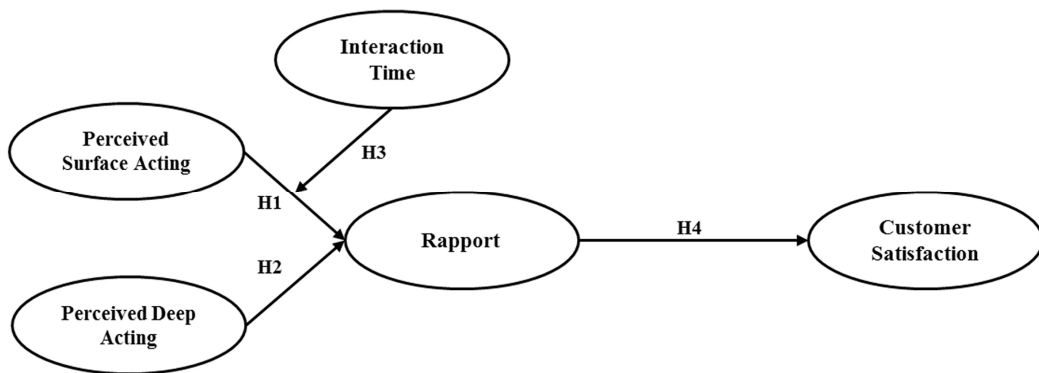 Interaction
Time
Perceived
Surface Acting
H3
H1
Rapport
H4
Customer
Satisfaction
H2
Perceived Deep
Acting